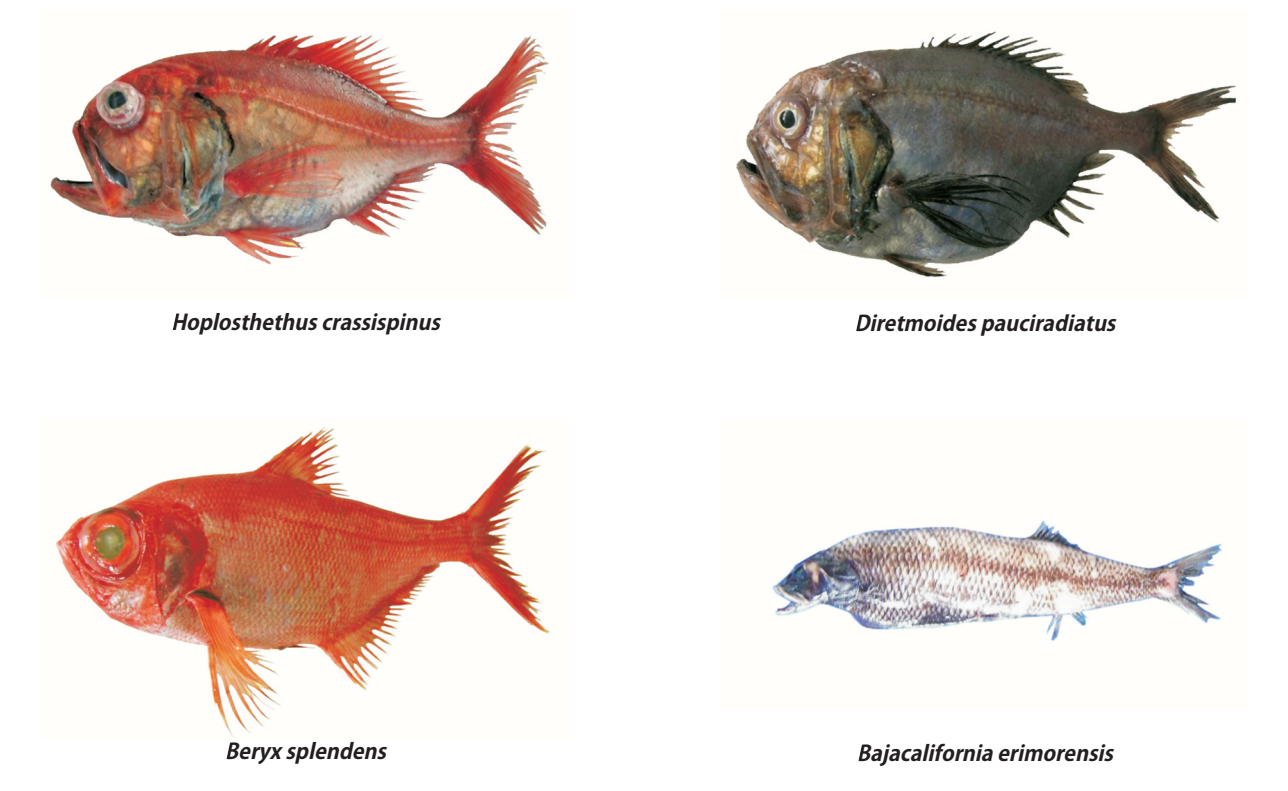 Hoplosthethus crassispinus
Diretmoides pauciradiatus
Beryx splendens
Bajacalifornia erimorensis